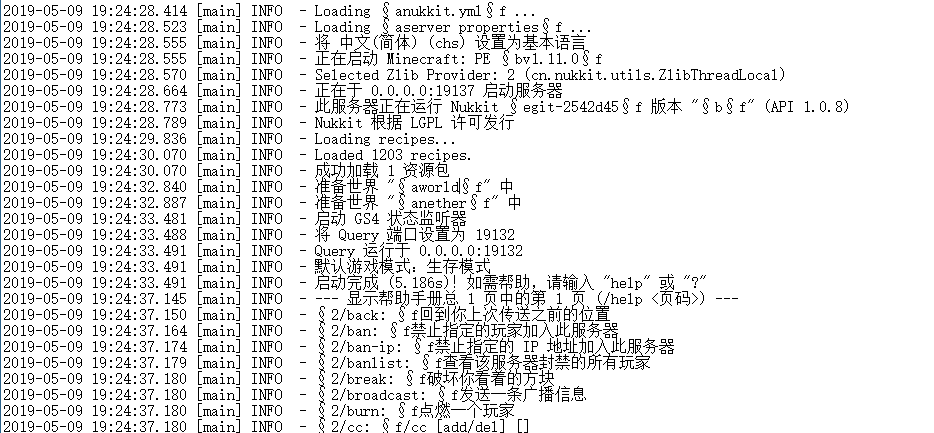 2019-05-09 19:24:28.414 [main] INFO  - Loading §anukkit.yml§f ...
2019-05-09 19:24:28.523 [main] INFO  - Loading §aserver properties§f ...
2019-05-09 19:24:28.555 [main] INFO  - 将 中文(简体) (chs) 设置为基本语言
2019-05-09 19:24:28.555 [main] INFO  - 正在启动 Minecraft: PE §bv1.11.0§f
2019-05-09 19:24:28.570 [main] INFO  - Selected Zlib Provider: 2 (cn.nukkit.utils.ZlibThreadLocal)
2019-05-09 19:24:28.664 [main] INFO  - 正在于 0.0.0.0:19137 启动服务器
2019-05-09 19:24:28.773 [main] INFO  - 此服务器正在运行 Nukkit §egit-2542d45§f 版本 "§b§f" (API 1.0.8)
2019-05-09 19:24:28.789 [main] INFO  - Nukkit 根据 LGPL 许可发行
2019-05-09 19:24:29.836 [main] INFO  - Loading recipes...
2019-05-09 19:24:30.070 [main] INFO  - Loaded 1203 recipes.
2019-05-09 19:24:30.070 [main] INFO  - 成功加载 1 资源包
2019-05-09 19:24:32.840 [main] INFO  - 准备世界 "§aworld§f" 中
2019-05-09 19:24:32.887 [main] INFO  - 准备世界 "§anether§f" 中
2019-05-09 19:24:33.481 [main] INFO  - 启动 GS4 状态监听器
2019-05-09 19:24:33.488 [main] INFO  - 将 Query 端口设置为 19132
2019-05-09 19:24:33.491 [main] INFO  - Query 运行于 0.0.0.0:19132
2019-05-09 19:24:33.491 [main] INFO  - 默认游戏模式：生存模式
2019-05-09 19:24:33.491 [main] INFO  - 启动完成 (5.186s)! 如需帮助，请输入 "help" 或 "?"
2019-05-09 19:24:37.145 [main] INFO  - --- 显示帮助手册总 1 页中的第 1 页 (/help <页码>) ---
2019-05-09 19:24:37.150 [main] INFO  - §2/back: §f回到你上次传送之前的位置
2019-05-09 19:24:37.164 [main] INFO  - §2/ban: §f禁止指定的玩家加入此服务器
2019-05-09 19:24:37.174 [main] INFO  - §2/ban-ip: §f禁止指定的 IP 地址加入此服务器
2019-05-09 19:24:37.179 [main] INFO  - §2/banlist: §f查看该服务器封禁的所有玩家
2019-05-09 19:24:37.180 [main] INFO  - §2/break: §f破坏你看着的方块
2019-05-09 19:24:37.180 [main] INFO  - §2/broadcast: §f发送一条广播信息
2019-05-09 19:24:37.180 [main] INFO  - §2/burn: §f点燃一个玩家
2019-05-09 19:24:37.180 [main] INFO  - §2/cc: §f/cc [add/del] []